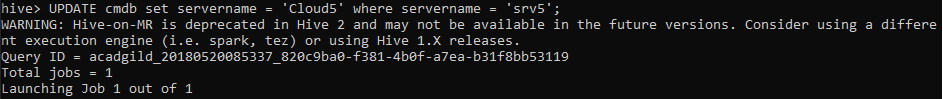 hive> UPDATE cmdb set servername = 'Cloud5' where servername = 'srv5';
WARNING: Hive-on-MR is deprecated in Hive 2 and may not be available in the future versions. Consider using a differe
nt execution engine (i.e. spark, tez) or using Hive 1.X releases.
Query ID = acadgild_20180520085337_820c9ba0-f381-4b0f-a7ea-b31f8bb53119
Total jobs = 1
Launching Job 1 out of 1